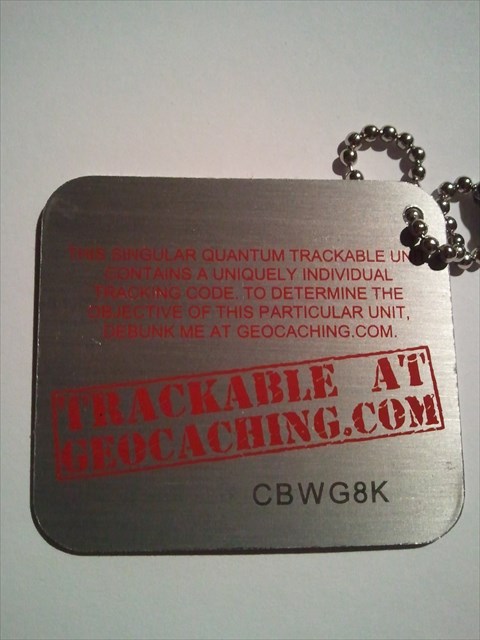 THIS SINGULAR QUANTUM TRACKABLE UN
CONTAINS A UNIQUELY INDIVIDUAL
TRACKING CODE. TO DETERMINE THE
OBJECTIVE OF THIS PARTICULAR UNIT,
DEBUNK ME AT GEOCACHING.COM.
TRACKABLE AT
GEOCACHING.COM
CBWG8K